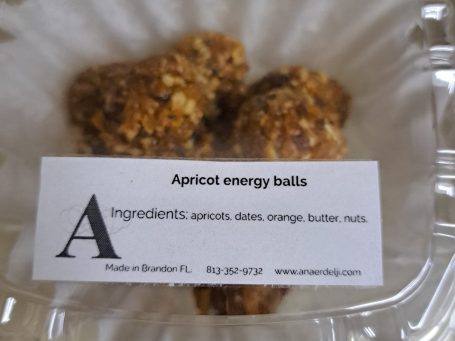 Apricot energy balls
A
Ingredients: apricots, dates, orange, butter, nuts.
Made in Brandon FL. 813-352-9732 www.anaerdelji.com